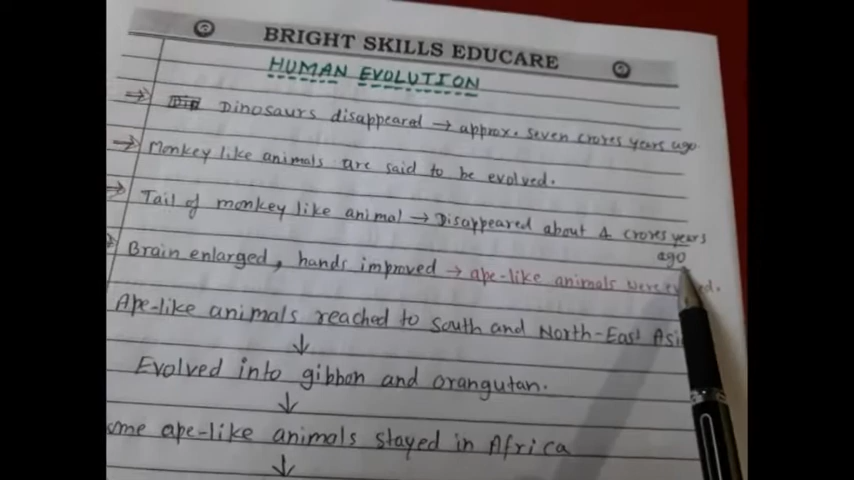 BRIGHT SKILLS EDUCARE
HUMAN EVOLUTION
→ Dinosaurs disappeared → approx. seven crores years ago
→ Monkey like animals are said to be evolved.
→ Tail of monkey like animal → Disappeared about 4 crores years
ago
Brain enlarged, hands improved → ape-like animals were
Ape-like animals reached to South and North-East
↓
Evolved into gibbon and orangutan.
↓
ape-like animals stayed in Africa
↓